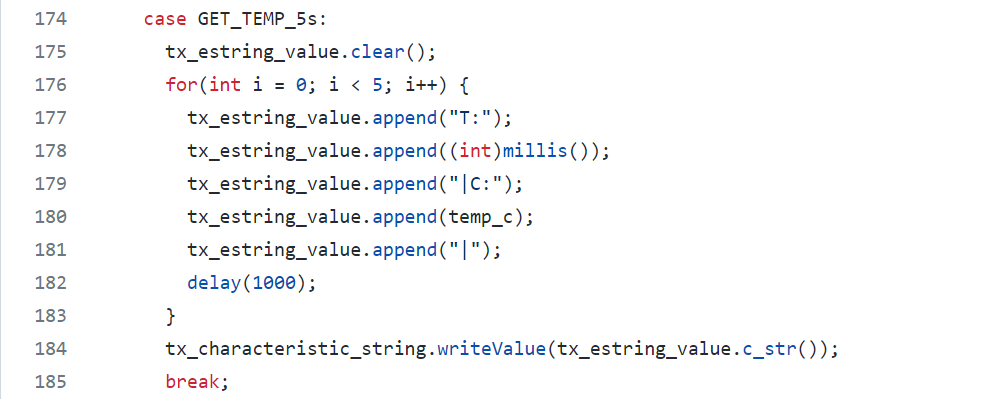 174 case GET_TEMP_5s:
175 tx_estring_value.clear();
176 for(int i = 0; i < 5; i++) {
177 tx_estring_value.append("T:");
178 tx_estring_value.append((int)millis());
179 tx_estring_value.append("|C:");
180 tx_estring_value.append(temp_c);
181 tx_estring_value.append("|");
182 delay(1000);
183 }
184 tx_characteristic_string.writeValue(tx_estring_value.c_str());
185 break;